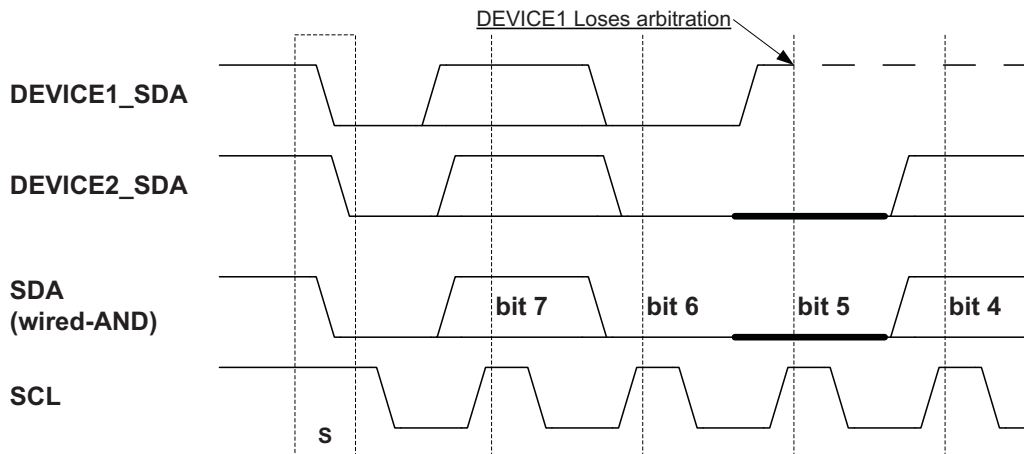 DEVICE1 Loses arbitration
DEVICE1_SDA
DEVICE2_SDA
SDA
(wired-AND)
bit 7 bit 6 bit 5 bit 4
SCL
S